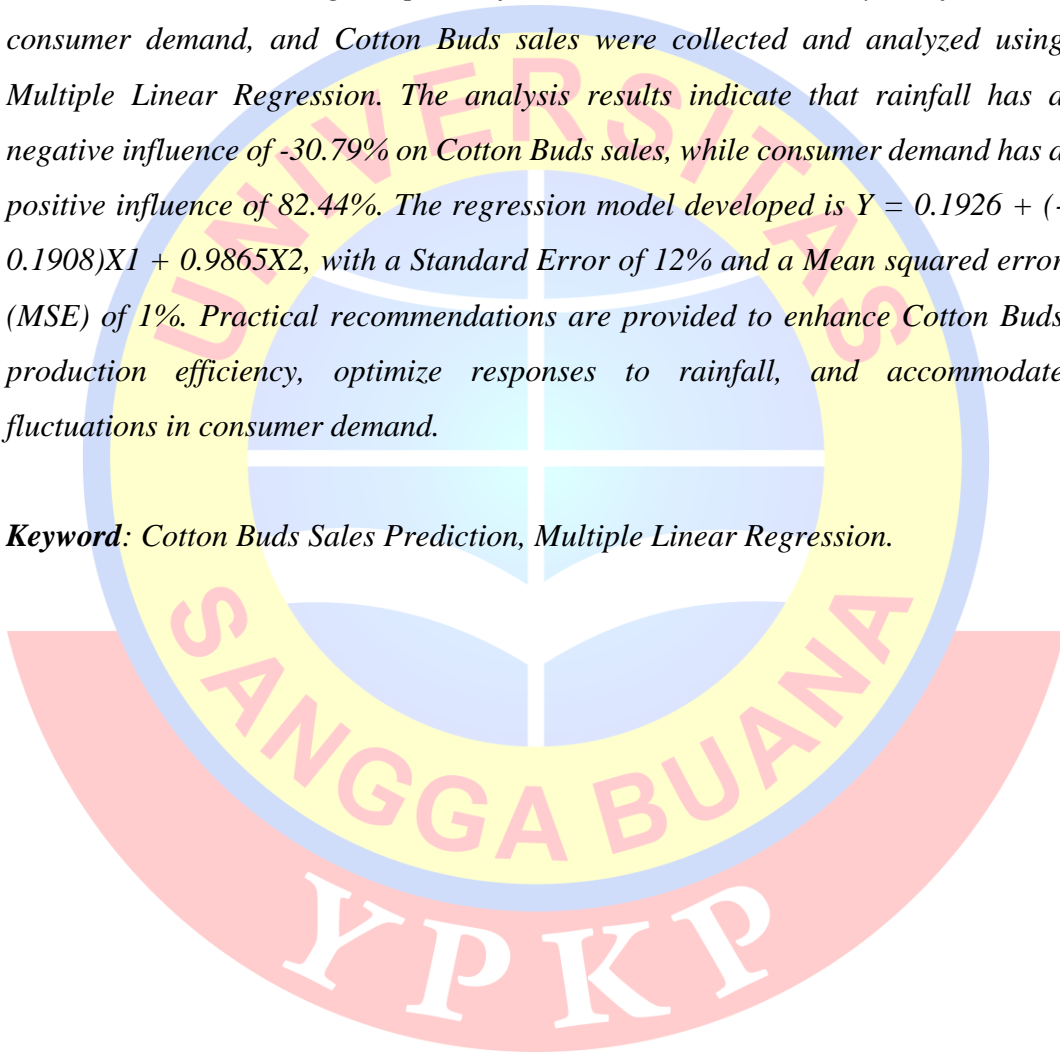 consumer demand, and Cotton Buds sales were collected and analyzed using
Multiple Linear Regression. The analysis results indicate that rainfall has a
negative influence of -30.79% on Cotton Buds sales, while consumer demand has a
positive influence of 82.44%. The regression model developed is Y = 0.1926 + (-
0.1908)X1 + 0.9865X2, with a Standard Error of 12% and a Mean squared error
(MSE) of 1%. Practical recommendations are provided to enhance Cotton Buds
production efficiency, optimize responses to rainfall, and accommodate
fluctuations in consumer demand.
Keyword: Cotton Buds Sales Prediction, Multiple Linear Regression.
UNIVERSITAS
SANGGA BUANA
YPKP